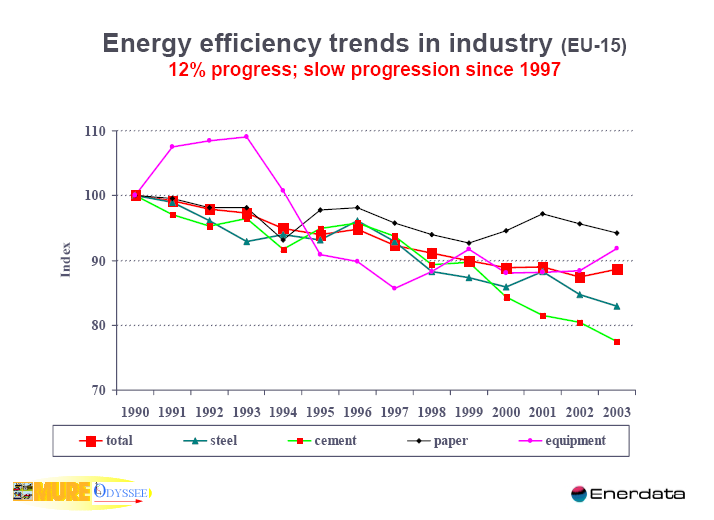 Energy efficiency trends in industry (EU-15)
12% progress; slow progression since 1997
110
100
90
80
70
Index
1990 1991 1992 1993 1994 1995 1996 1997 1998 1999 2000 2001 2002 2003
total steel cement paper equipment
MURE ODYSSEE
Enerdata